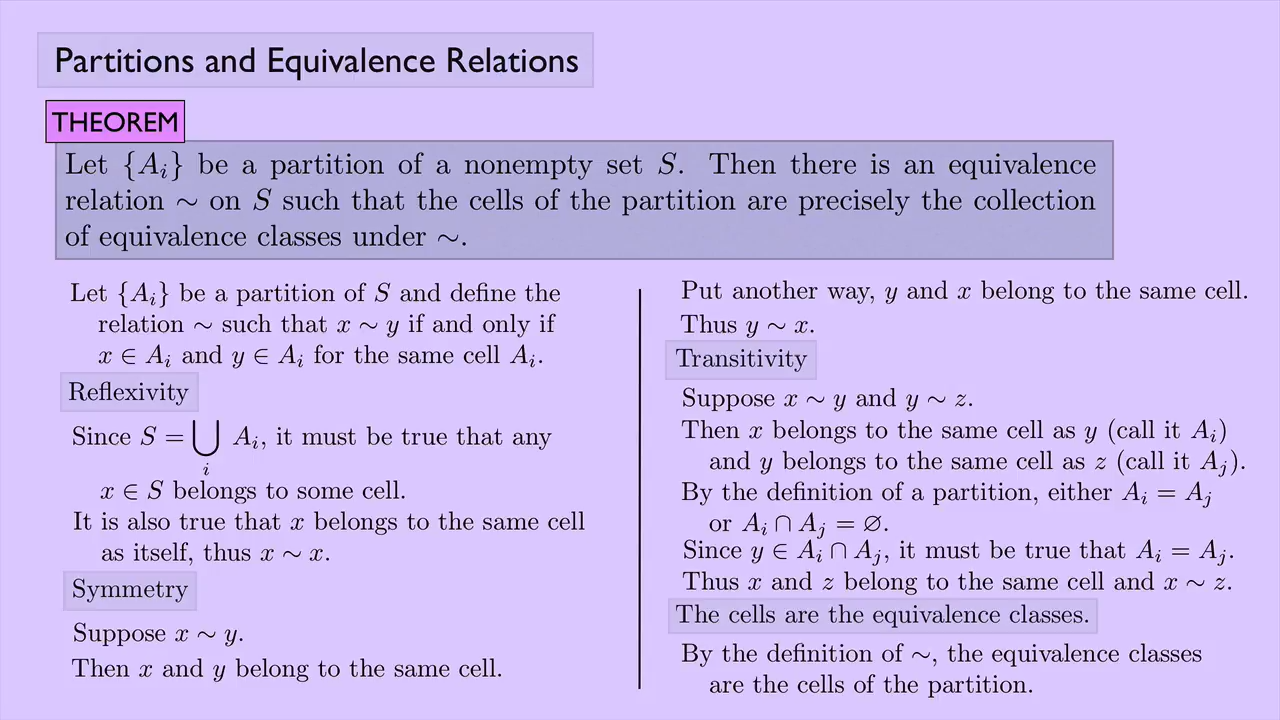 Partitions and Equivalence Relations
THEOREM
Let {A_i} be a partition of a nonempty set S. Then there is an equivalence
relation ∼ on S such that the cells of the partition are precisely the collection
of equivalence classes under ∼.
Let {A_i} be a partition of S and define the
relation ∼ such that x ∼ y if and only if
x ∈ A_i and y ∈ A_i for the same cell A_i.
Reflexivity
Since S = ⋃_i A_i, it must be true that any
x ∈ S belongs to some cell.
It is also true that x belongs to the same cell
as itself, thus x ∼ x.
Symmetry
Suppose x ∼ y.
Then x and y belong to the same cell.
Put another way, y and x belong to the same cell.
Thus y ∼ x.
Transitivity
Suppose x ∼ y and y ∼ z.
Then x belongs to the same cell as y (call it A_i)
and y belongs to the same cell as z (call it A_j).
By the definition of a partition, either A_i = A_j
or A_i ∩ A_j = ∅.
Since y ∈ A_i ∩ A_j, it must be true that A_i = A_j.
Thus x and z belong to the same cell and x ∼ z.
The cells are the equivalence classes.
By the definition of ∼, the equivalence classes
are the cells of the partition.